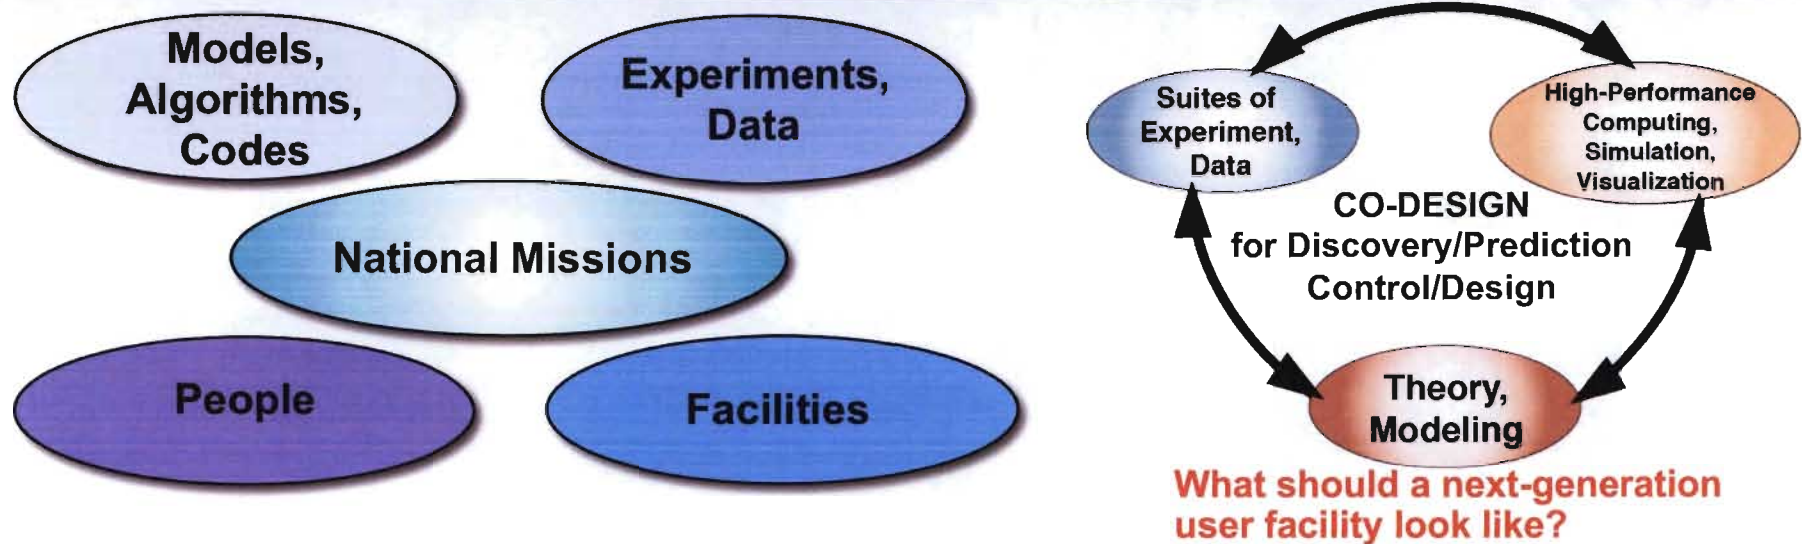 Models,
Algorithms,
Codes
Experiments,
Data
National Missions
People
Facilities
Suites of
Experiment,
Data
High-Performance
Computing,
Simulation,
Visualization
CO-DESIGN
for Discovery/Prediction
Control/Design
Theory,
Modeling
What should a next-generation
user facility look like?